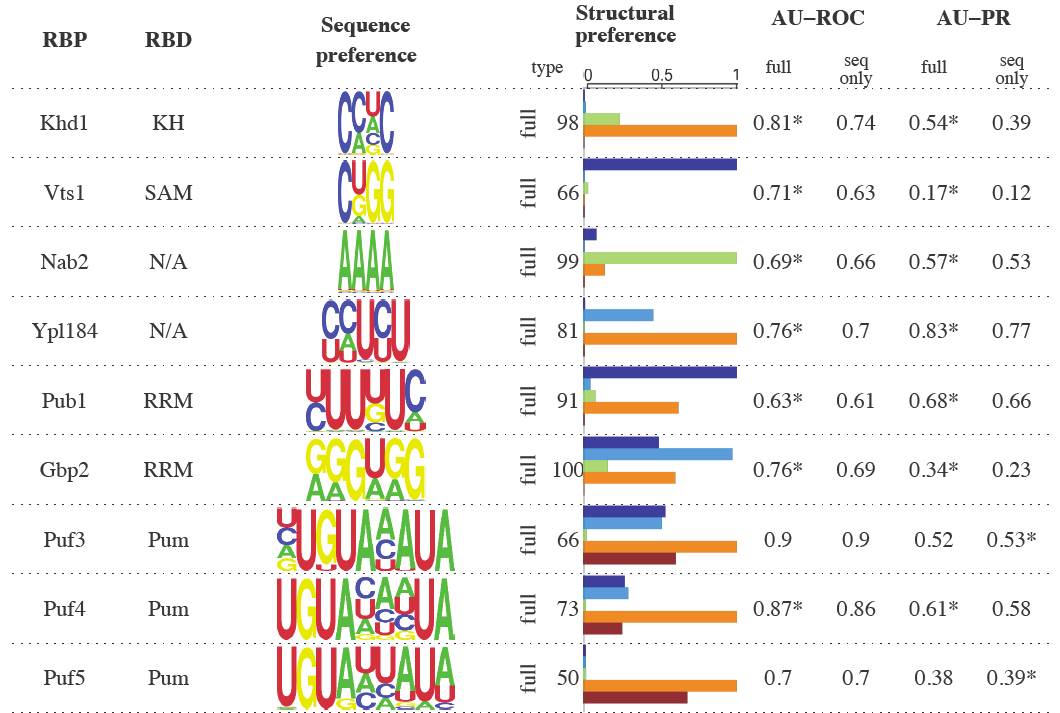 RBP RBD Sequence preference type Structural preference AU–ROC AU–PR
full seq only full seq only
0 0.5 1
Khd1 KH full 98 0.81* 0.74 0.54* 0.39
Vts1 SAM CUGG full 66 0.71* 0.63 0.17* 0.12
Nab2 N/A AAAA full 99 0.69* 0.66 0.57* 0.53
Ypl184 N/A full 81 0.76* 0.7 0.83* 0.77
Pub1 RRM full 91 0.63* 0.61 0.68* 0.66
Gbp2 RRM full 100 0.76* 0.69 0.34* 0.23
Puf3 Pum full 66 0.9 0.9 0.52 0.53*
Puf4 Pum full 73 0.87* 0.86 0.61* 0.58
Puf5 Pum full 50 0.7 0.7 0.38 0.39*